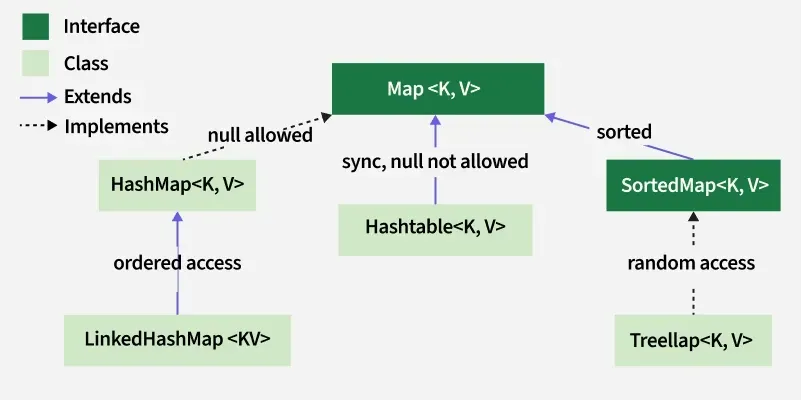 Interface
Class
Extends
Implements
Map <K, V>
null allowed
sync, null not allowed
sorted
HashMap<K, V>
Hashtable<K, V>
SortedMap<K, V>
ordered access
random access
LinkedHashMap <KV>
Treellap<K, V>